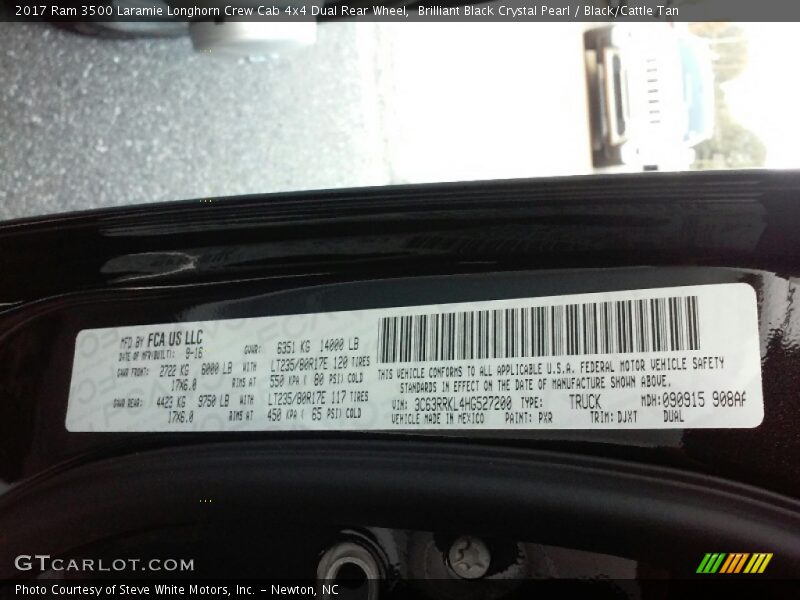 2017 Ram 3500 Laramie Longhorn Crew Cab 4x4 Dual Rear Wheel, Brilliant Black Crystal Pearl / Black/Cattle Tan
MFD BY FCA US LLC
DATE OF MFR(BUILT): 9-16 GVWR: 6351 KG 14000 LB
GAWR FRONT: 2722 KG 6000 LB WITH LT235/80R17E 120 TIRES
17X6.0 RIMS AT 550 KPA ( 80 PSI) COLD
GAWR REAR: 4423 KG 9750 LB WITH LT235/80R17E 117 TIRES
17X6.0 RIMS AT 450 KPA ( 65 PSI) COLD
THIS VEHICLE CONFORMS TO ALL APPLICABLE U.S.A. FEDERAL MOTOR VEHICLE SAFETY
STANDARDS IN EFFECT ON THE DATE OF MANUFACTURE SHOWN ABOVE.
VIN: 3C63RRKL4HG527200 TYPE: TRUCK MDH: 090915 908AA
VEHICLE MADE IN MEXICO PAINT: PXR TRIM: DJXT DUAL
GTCARLOT.COM
Photo Courtesy of Steve White Motors, Inc. – Newton, NC